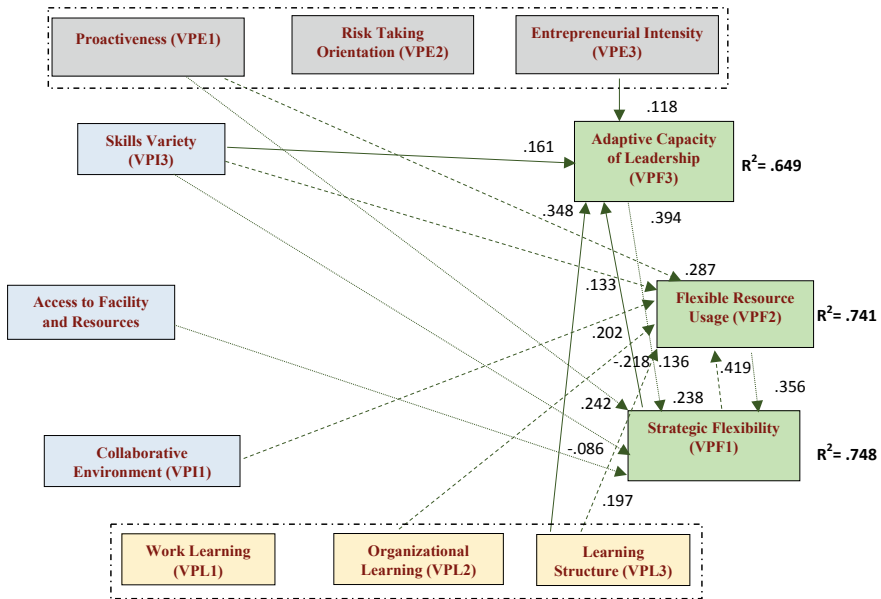 Proactiveness (VPE1)
Risk Taking
Orientation (VPE2)
Entrepreneurial Intensity
(VPE3)
.118
Skills Variety
(VPI3)
.161
Adaptive Capacity
of Leadership
(VPF3)
R²= .649
.348
.394
.287
.133
Access to Facility
and Resources
Flexible Resource
Usage (VPF2)
R²= .741
.202
-.218
.136
.419
.356
.242
.238
Strategic Flexibility
(VPF1)
R²= .748
-.086
Collaborative
Environment (VPI1)
.197
Work Learning
(VPL1)
Organizational
Learning (VPL2)
Learning
Structure (VPL3)